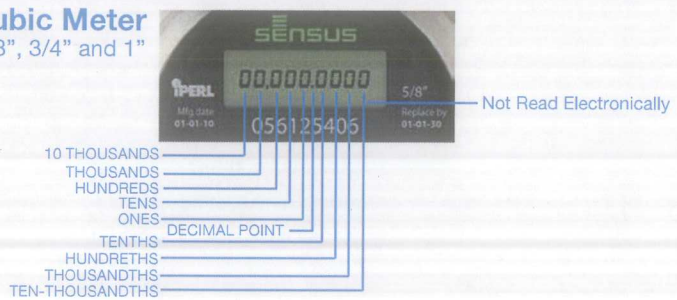 ubic Meter
8", 3/4" and 1"
sensus
00,000.0000
iPERL
5/8"
Not Read Electronically
Mfg date
Replace by
01-01-10
056125406
01-01-30
10 THOUSANDS
THOUSANDS
HUNDREDS
TENS
ONES
DECIMAL POINT
TENTHS
HUNDRETHS
THOUSANDTHS
TEN-THOUSANDTHS